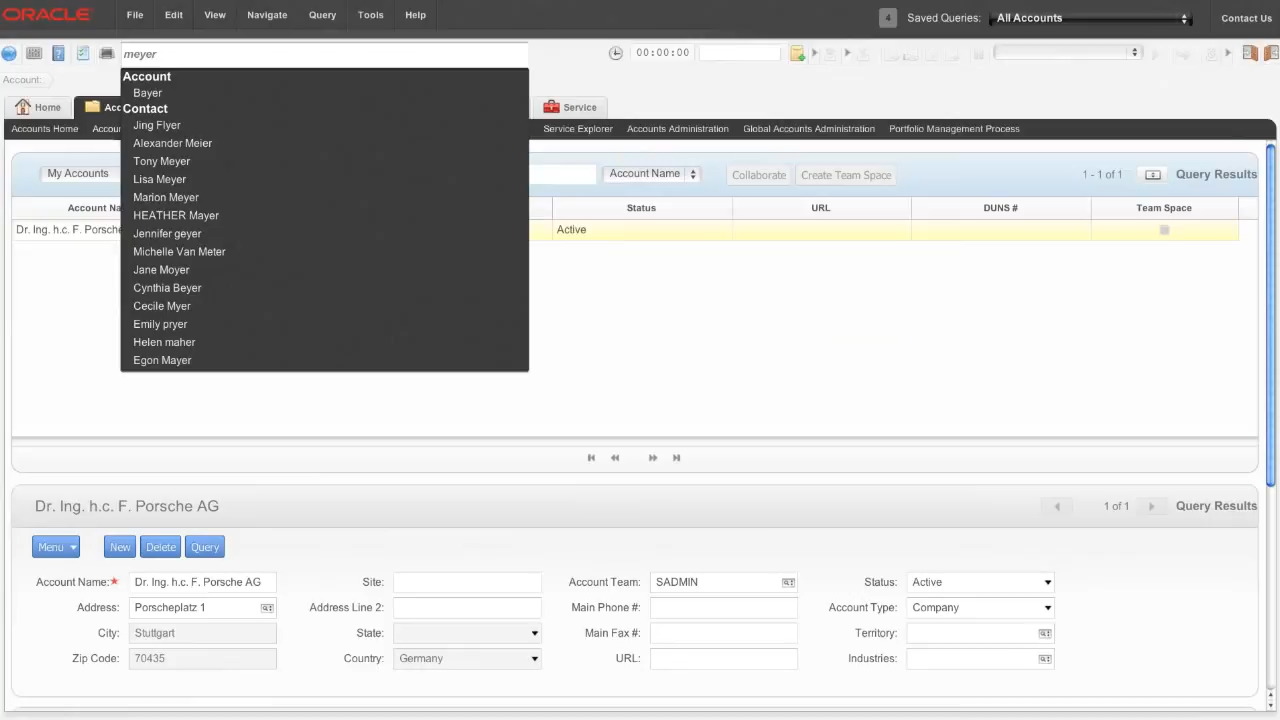 ORACLE
File Edit View Navigate Query Tools Help
4 Saved Queries: All Accounts Contact Us
meyer
00:00:00
Account:
Account
Bayer
Contact
Jing Flyer
Alexander Meier
Tony Meyer
Lisa Meyer
Marion Meyer
HEATHER Mayer
Jennifer geyer
Michelle Van Meter
Jane Moyer
Cynthia Beyer
Cecile Myer
Emily pryer
Helen maher
Egon Mayer
Home Acc Service
Accounts Home Accou Service Explorer Accounts Administration Global Accounts Administration Portfolio Management Process
My Accounts Account Name Collaborate Create Team Space 1 - 1 of 1 Query Results
Account Na Status URL DUNS # Team Space
Dr. Ing. h.c. F. Porsche Active
Dr. Ing. h.c. F. Porsche AG 1 of 1 Query Results
Menu New Delete Query
Account Name:* Dr. Ing. h.c. F. Porsche AG Site: Account Team: SADMIN Status: Active
Address: Porscheplatz 1 Address Line 2: Main Phone #: Account Type: Company
City: Stuttgart State: Main Fax #: Territory:
Zip Code: 70435 Country: Germany URL: Industries: